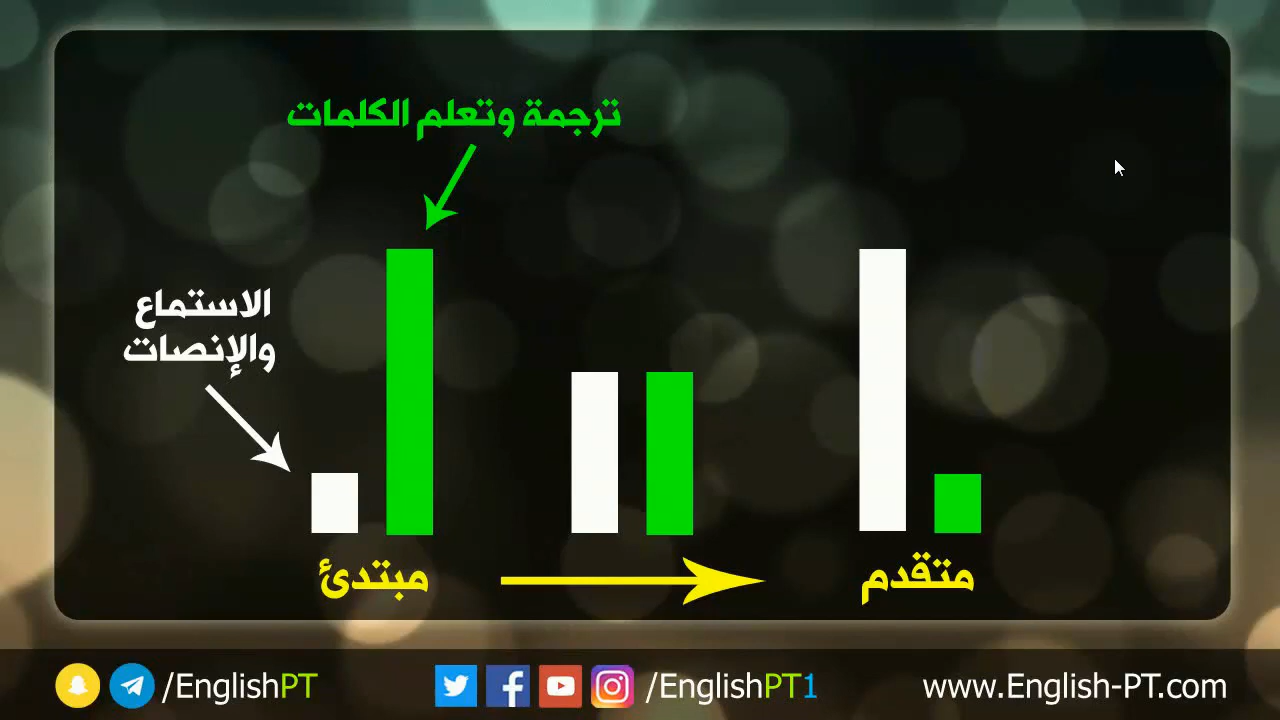 ترجمة وتعلم الكلمات
الاستماع
والإنصات
مبتدئ
متقدم
/EnglishPT
/EnglishPT1
www.English-PT.com